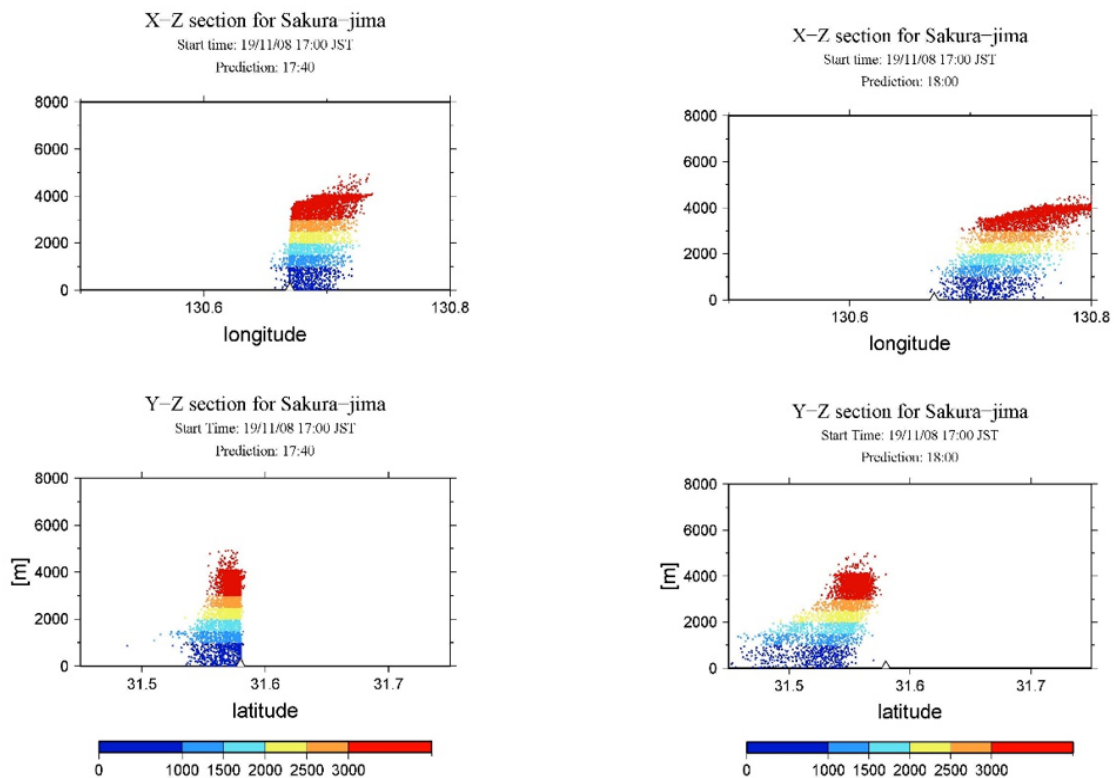 X−Z section for Sakura−jima
Start time: 19/11/08 17:00 JST
Prediction: 17:40
8000
6000
4000
2000
0
130.6
130.8
longitude
X−Z section for Sakura−jima
Start time: 19/11/08 17:00 JST
Prediction: 18:00
8000
6000
4000
2000
0
130.6
130.8
longitude
Y−Z section for Sakura−jima
Start Time: 19/11/08 17:00 JST
Prediction: 17:40
8000
6000
4000
2000
0
[m]
31.5
31.6
31.7
latitude
0 1000 1500 2000 2500 3000
Y−Z section for Sakura−jima
Start Time: 19/11/08 17:00 JST
Prediction: 18:00
8000
6000
4000
2000
0
[m]
31.5
31.6
31.7
latitude
0 1000 1500 2000 2500 3000